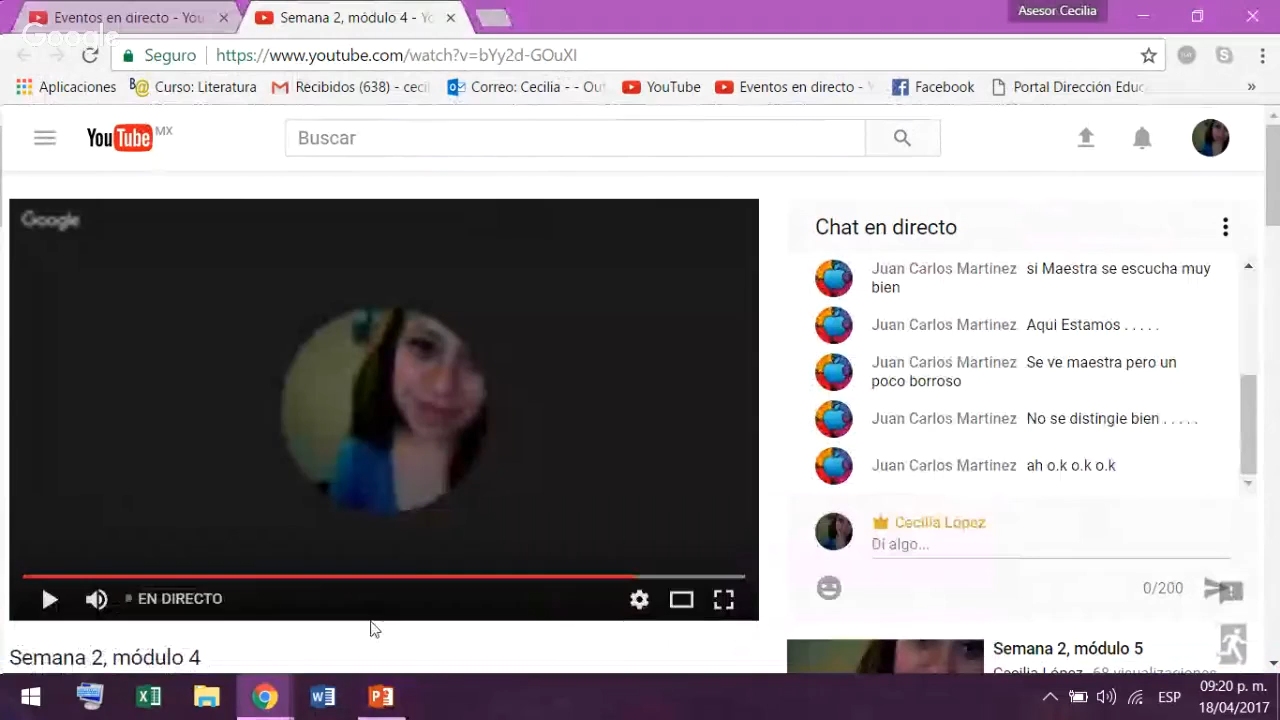 Eventos en directo - You
Semana 2, módulo 4 - Yo
Asesor Cecilia
Google
Seguro
https://www.youtube.com/watch?v=bYy2d-GOuXI
Aplicaciones
Curso: Literatura
Recibidos (638) - ceci
Correo: Cecilia - - Out
YouTube
Eventos en directo - Y
Facebook
Portal Dirección Educ
»
YouTube MX
Buscar
Google
EN DIRECTO
Semana 2, módulo 4
Chat en directo
Juan Carlos Martinez si Maestra se escucha muy
bien
Juan Carlos Martinez Aqui Estamos . . . . .
Juan Carlos Martinez Se ve maestra pero un
poco borroso
Juan Carlos Martinez No se distingie bien . . . . .
Juan Carlos Martinez ah o.k o.k o.k
Cecilia López
Di algo...
0/200
Semana 2, módulo 5
Cecilia López 68 visualizaciones
ESP
09:20 p. m.
18/04/2017